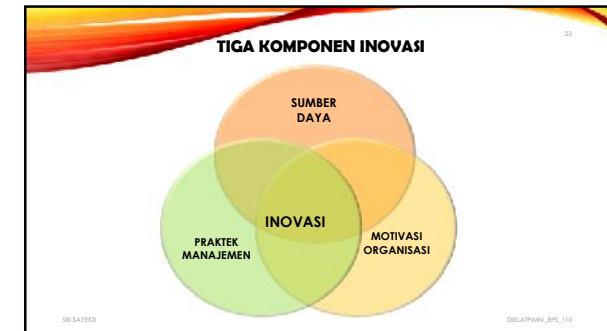 23
TIGA KOMPONEN INOVASI
SUMBER
DAYA
INOVASI
PRAKTEK
MANAJEMEN
MOTIVASI
ORGANISASI
SRI SAYEKTI
DIKLATPIMIV_BPS_110